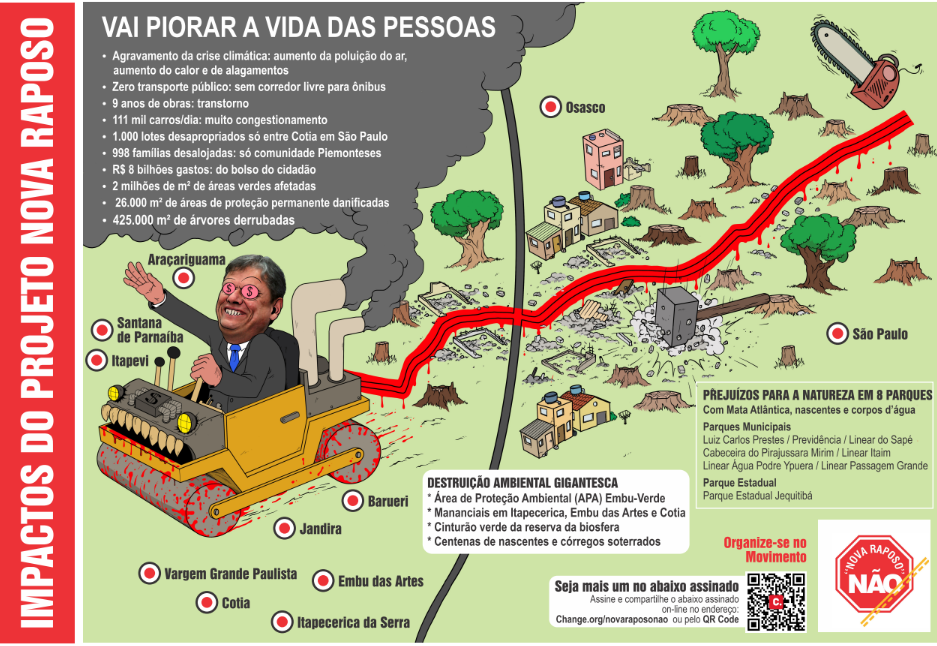 IMPACTOS DO PROJETO NOVA RAPOSO
VAI PIORAR A VIDA DAS PESSOAS
• Agravamento da crise climática: aumento da poluição do ar,
aumento do calor e de alagamentos
• Zero transporte público: sem corredor livre para ônibus
• 9 anos de obras: transtorno
• 111 mil carros/dia: muito congestionamento
• 1.000 lotes desapropriados só entre Cotia em São Paulo
• 998 famílias desalojadas: só comunidade Piemonteses
• R$ 8 bilhões gastos: do bolso do cidadão
• 2 milhões de m² de áreas verdes afetadas
• 26.000 m² de áreas de proteção permanente danificadas
• 425.000 m² de árvores derrubadas
Osasco
Araçariguama
$ $
Santana
de Parnaíba
Itapevi
São Paulo
S
PREJUÍZOS PARA A NATUREZA EM 8 PARQUES
Com Mata Atlântica, nascentes e corpos d'água
Parques Municipais
Luiz Carlos Prestes / Previdência / Linear do Sapé
Cabeceira do Pirajussara Mirim / Linear Itaim
Linear Água Podre Ypuera / Linear Passagem Grande
Parque Estadual
Parque Estadual Jequitibá
DESTRUIÇÃO AMBIENTAL GIGANTESCA
* Área de Proteção Ambiental (APA) Embu-Verde
* Mananciais em Itapecerica, Embu das Artes e Cotia
* Cinturão verde da reserva da biosfera
* Centenas de nascentes e córregos soterrados
Barueri
Jandira
Vargem Grande Paulista
Embu das Artes
Cotia
Itapecerica da Serra
Organize-se no
Movimento
Seja mais um no abaixo assinado
Assine e compartilhe o abaixo assinado
on-line no endereço:
Change.org/novaraposonao ou pelo QR Code
C.
"NOVA RAPOSO"
NÃO